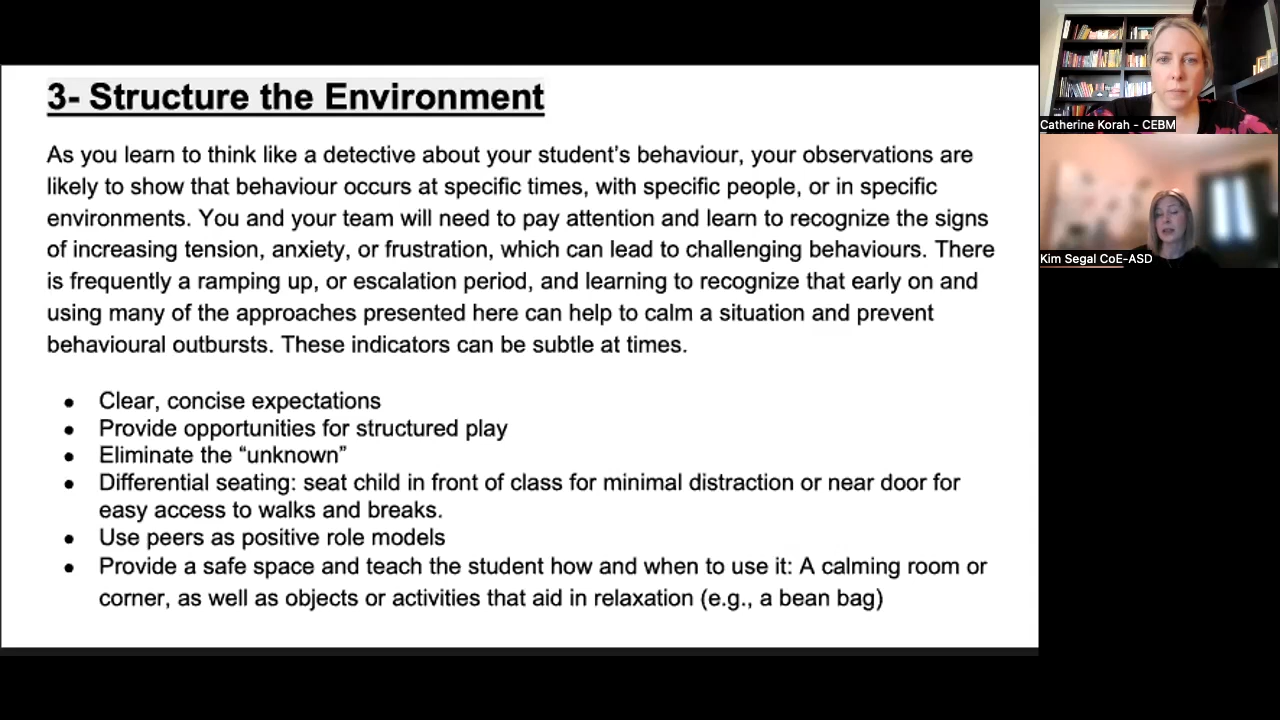 3- Structure the Environment
As you learn to think like a detective about your student’s behaviour, your observations are
likely to show that behaviour occurs at specific times, with specific people, or in specific
environments. You and your team will need to pay attention and learn to recognize the signs
of increasing tension, anxiety, or frustration, which can lead to challenging behaviours. There
is frequently a ramping up, or escalation period, and learning to recognize that early on and
using many of the approaches presented here can help to calm a situation and prevent
behavioural outbursts. These indicators can be subtle at times.
● Clear, concise expectations
● Provide opportunities for structured play
● Eliminate the “unknown”
● Differential seating: seat child in front of class for minimal distraction or near door for
easy access to walks and breaks.
● Use peers as positive role models
● Provide a safe space and teach the student how and when to use it: A calming room or
corner, as well as objects or activities that aid in relaxation (e.g., a bean bag)
Catherine Korah - CEBM
Kim Segal CoE-ASD